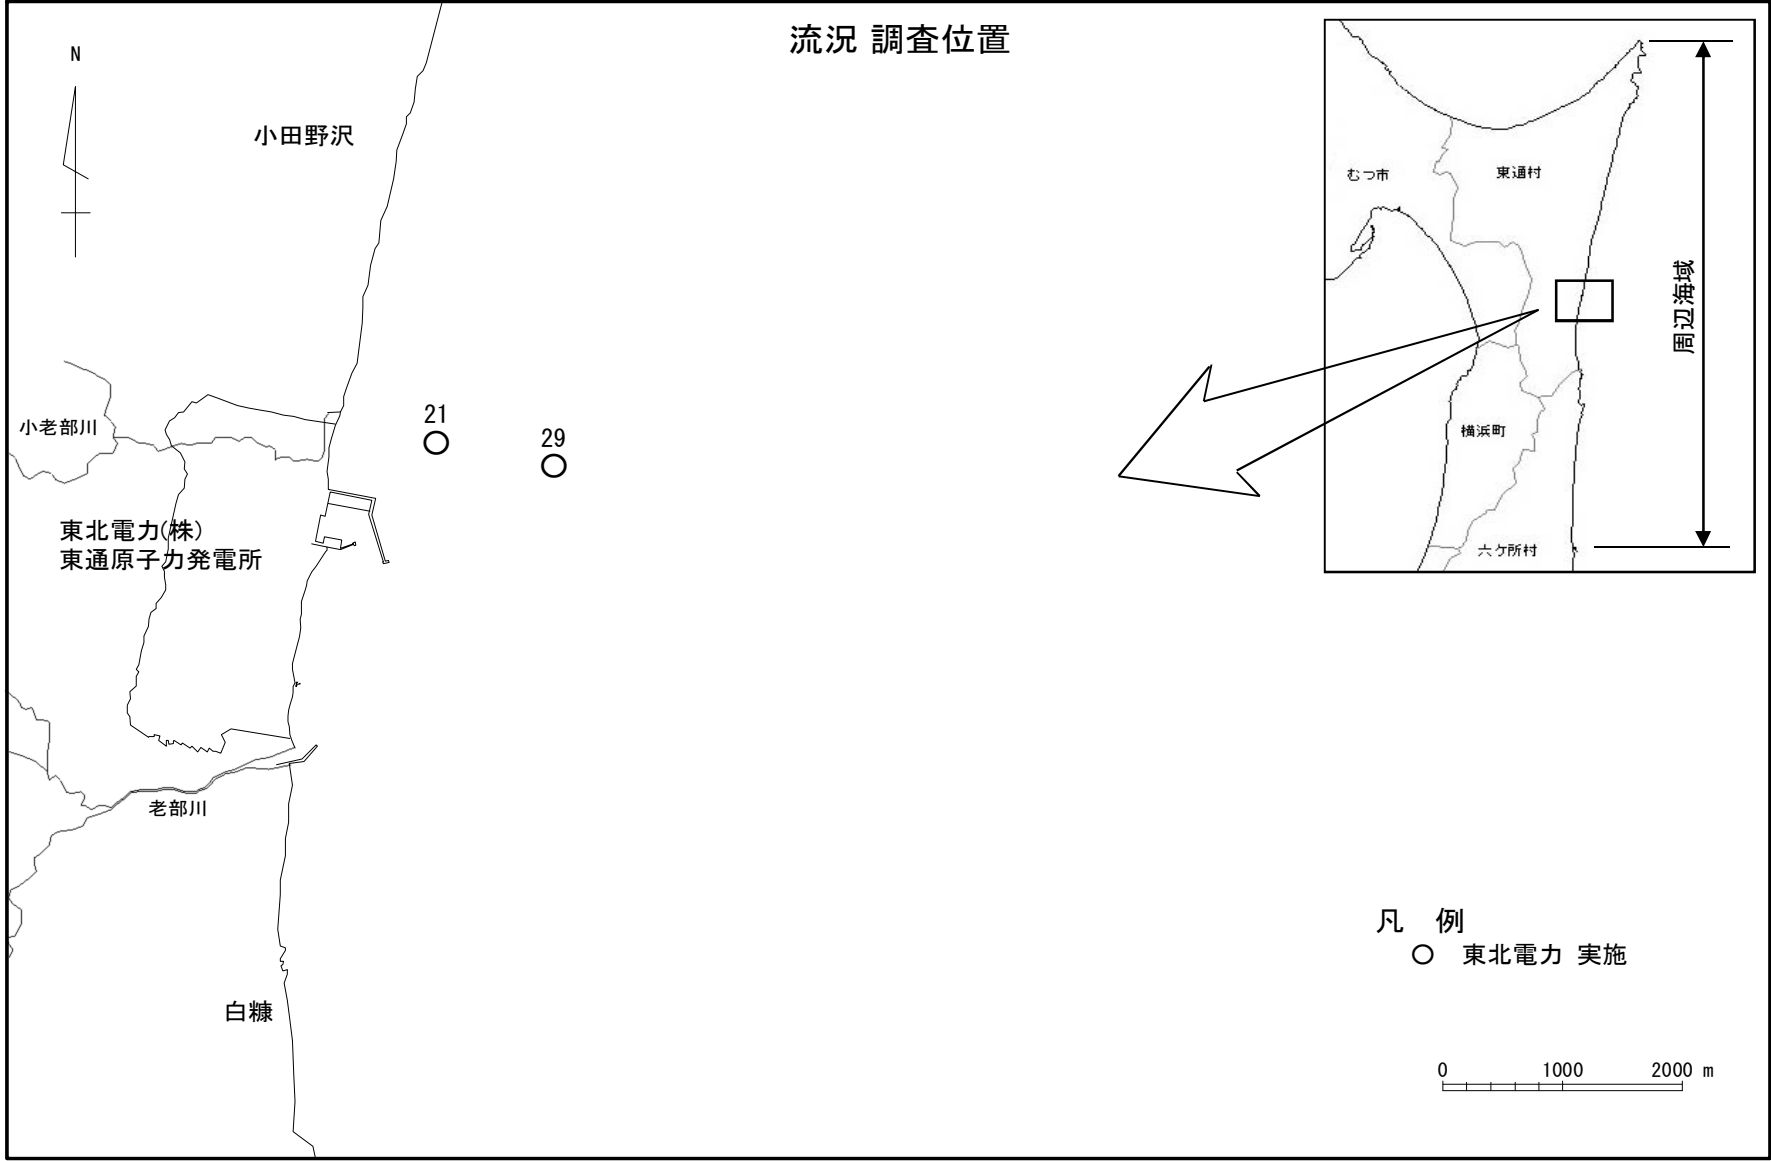 流況 調査位置
N
小田野沢
むつ市
東通村
周辺海域
21
小老部川
29
横浜町
東北電力(株)
東通原子力発電所
六ケ所村
老部川
凡 例
○ 東北電力 実施
白糠
0 1000 2000 m